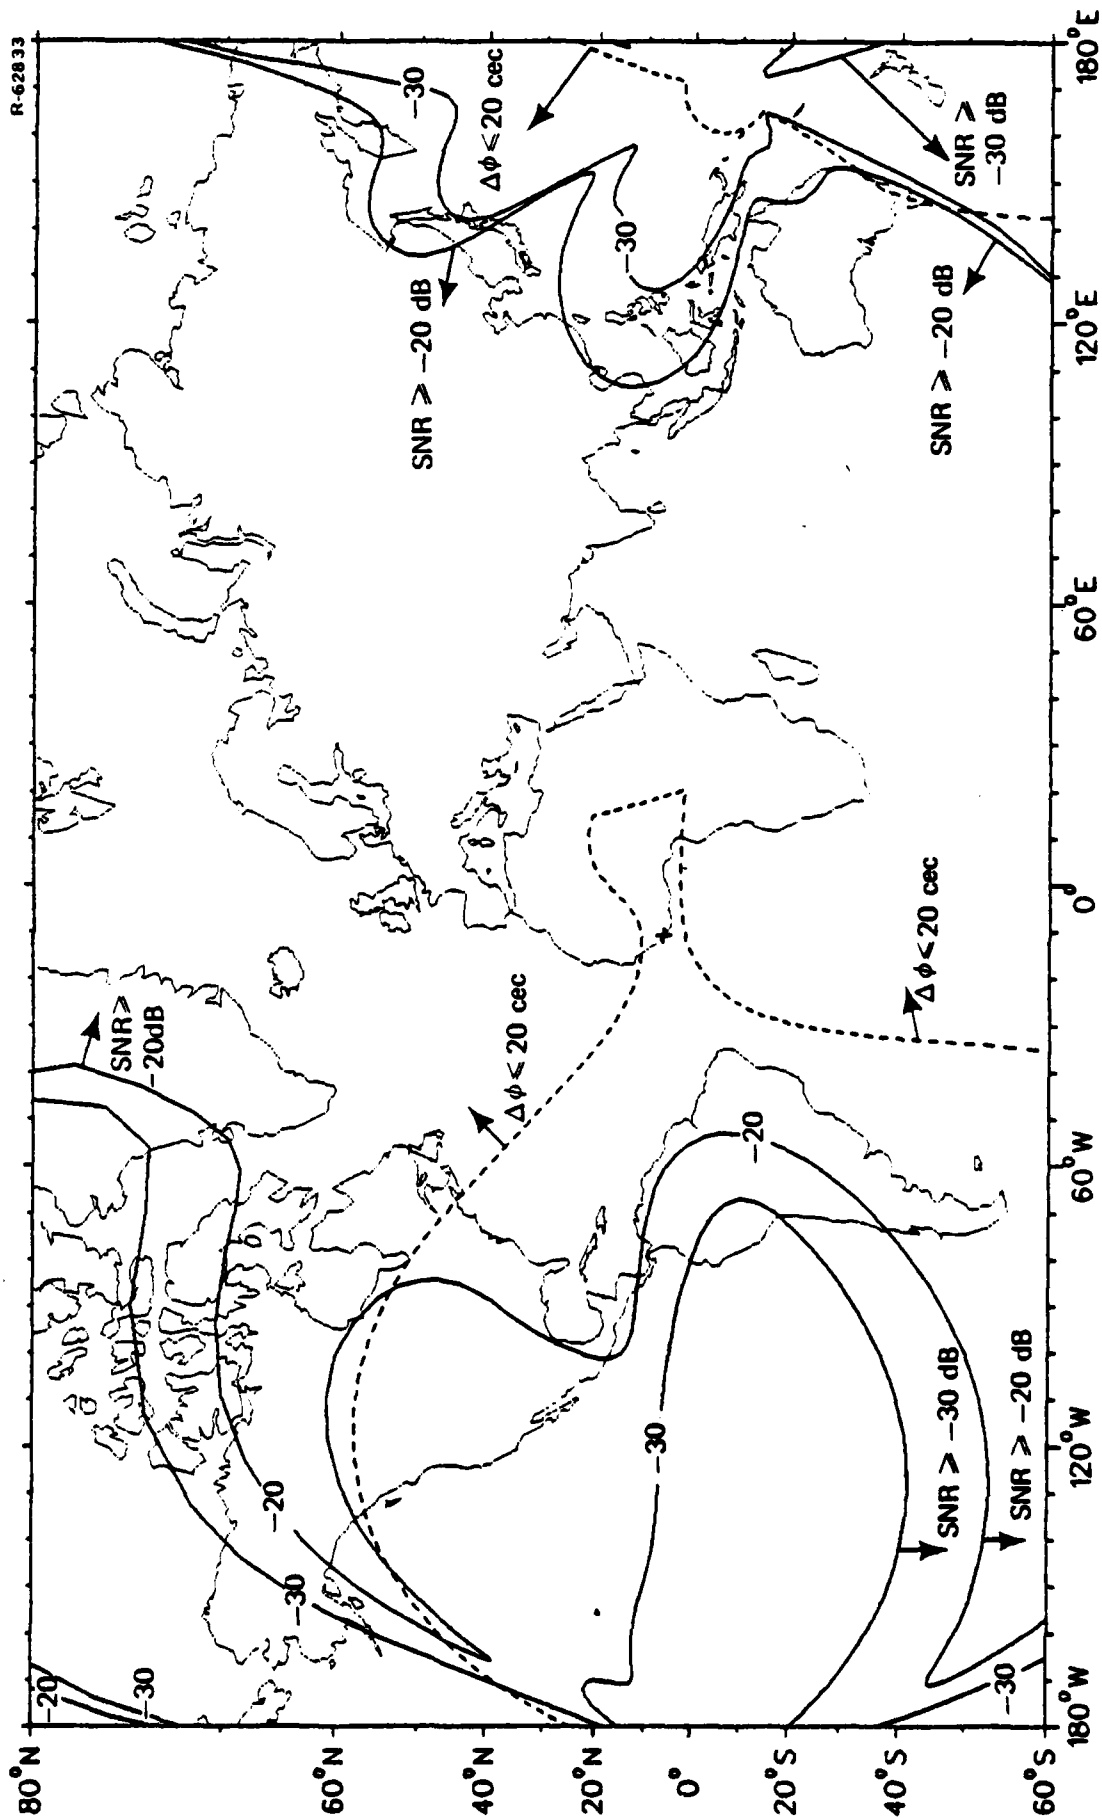 R-62833
80°N
60°N
40°N
20°N
0°
20°S
40°S
60°S
180°W
120°W
60°W
0°
60°E
120°E
180°E
-20
-30
-30
-20
SNR ⩾
-20dB
Δϕ < 20 cec
-30
-20
SNR ⩾ -30 dB
SNR ⩾ -20 dB
-30
Δϕ < 20 cec
SNR ⩾ -20 dB
-30
Δϕ < 20 cec
-30
SNR ⩾ -20 dB
SNR ⩾
-30 dB